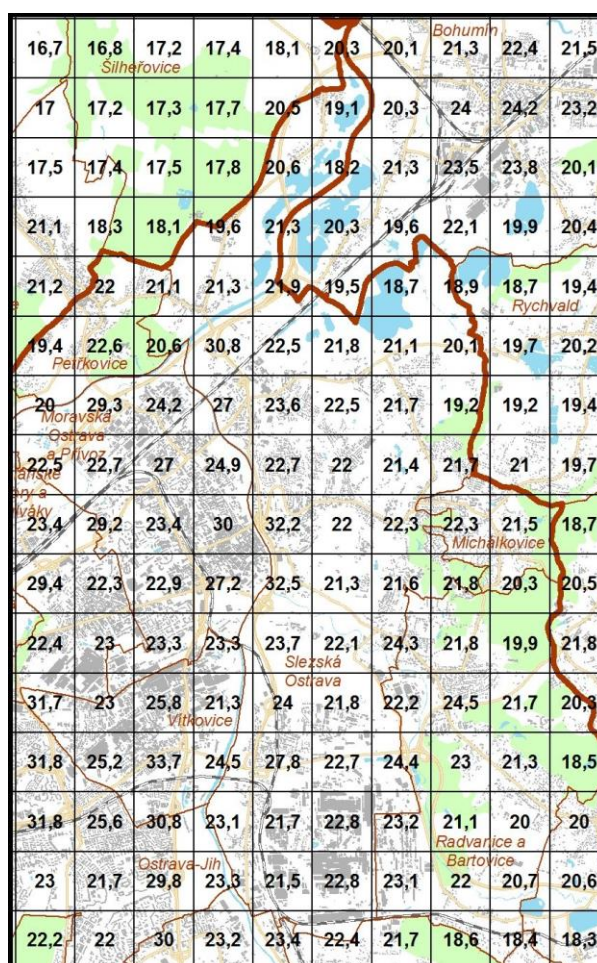 16,7 16,8 17,2 17,4 18,1 20,3 20,1 21,3 22,4 21,5
Bohumín
Šilheřovice
17 17,2 17,3 17,7 20,5 19,1 20,3 24 24,2 23,2
17,5 17,4 17,5 17,8 20,6 18,2 21,3 23,5 23,8 20,1
21,1 18,3 18,1 19,6 21,3 20,3 19,6 22,1 19,9 20,4
21,2 22 21,1 21,3 21,9 19,5 18,7 18,9 18,7 19,4
Rychvald
19,4 22,6 20,6 30,8 22,5 21,8 21,1 20,1 19,7 20,2
Petřkovice
20 29,3 24,2 27 23,6 22,5 21,7 19,2 19,2 19,4
Moravská
Ostrava
a Přívoz
22,5 22,7 27 24,9 22,7 22 21,4 21,7 21 19,7
23,4 29,2 23,4 30 32,2 22 22,3 22,3 21,5 18,7
Michálkovice
29,4 22,3 22,9 27,2 32,5 21,3 21,6 21,8 20,3 20,5
22,4 23 23,3 23,3 23,7 22,1 24,3 21,8 19,9 21,8
Slezská
Ostrava
31,7 23 25,8 21,3 24 21,8 22,2 24,5 21,7 20,3
Vítkovice
31,8 25,2 33,7 24,5 27,8 22,7 24,4 23 21,3 18,5
31,8 25,6 30,8 23,1 21,7 22,8 23,2 21,1 20 20
Radvanice a
Bartovice
Ostrava-Jih
23 21,7 29,8 23,3 21,5 22,8 23,1 22 20,7 20,6
22,2 22 30 23,2 23,4 22,4 21,7 18,6 18,4 18,3